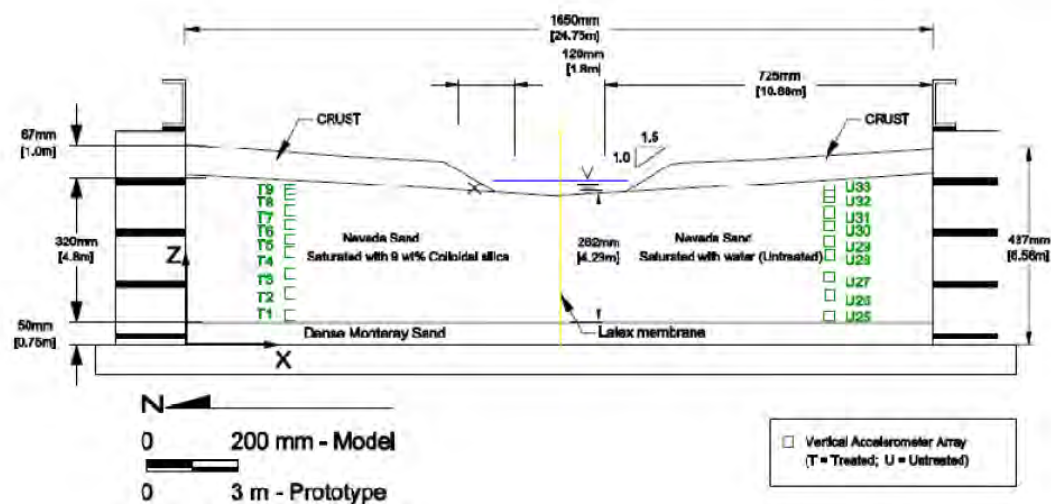 1650mm
[24.75m]
120mm
[1.8m]
725mm
[10.88m]
CRUST
CRUST
67mm
[1.0m]
1.5
1.0
T9
T8
T7
T6
T5
T4
T3
T2
T1
U33
U32
U31
U30
U29
U28
U27
U26
U25
Nevada Sand
Saturated with 9 wt% Colloidal silica
Nevada Sand
Saturated with water (Untreated)
320mm
[4.8m]
Z
282mm
[4.23m]
437mm
[6.56m]
50mm
[0.75m]
Dense Monterey Sand
Latex membrane
X
N
0 200 mm - Model
0 3 m - Prototype
Vertical Accelerometer Array
(T = Treated; U = Untreated)